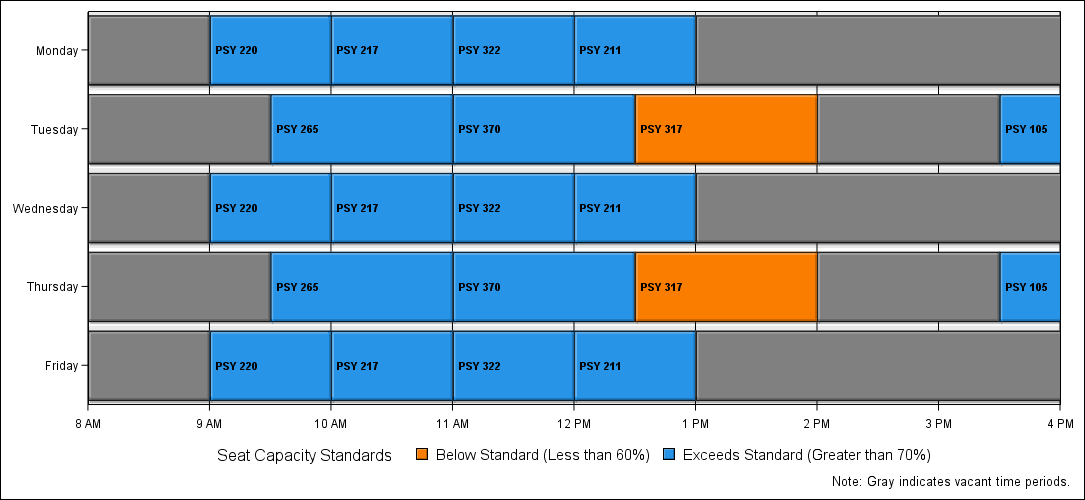 Monday PSY 220 PSY 217 PSY 322 PSY 211
Tuesday PSY 265 PSY 370 PSY 317 PSY 105
Wednesday PSY 220 PSY 217 PSY 322 PSY 211
Thursday PSY 265 PSY 370 PSY 317 PSY 105
Friday PSY 220 PSY 217 PSY 322 PSY 211
8 AM 9 AM 10 AM 11 AM 12 PM 1 PM 2 PM 3 PM 4 PM
Seat Capacity Standards Below Standard (Less than 60%) Exceeds Standard (Greater than 70%)
Note: Gray indicates vacant time periods.